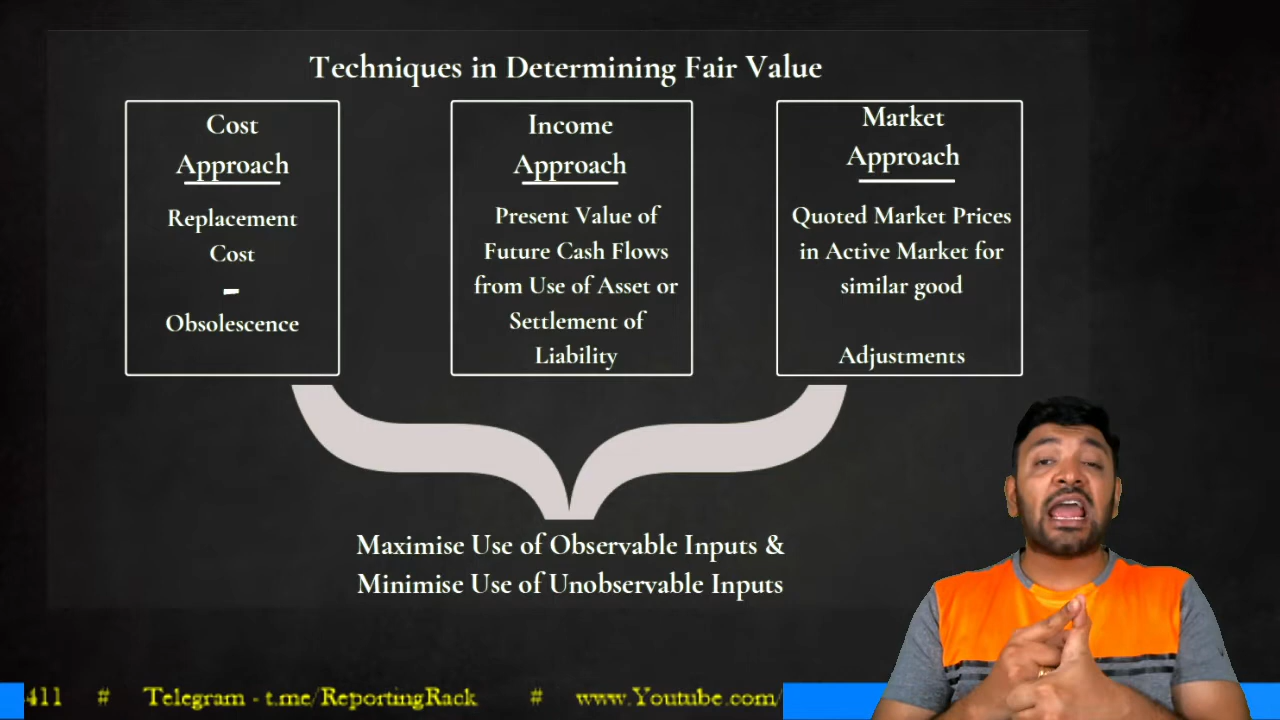 Techniques in Determining Fair Value
Cost
Approach
Replacement
Cost
-
Obsolescence
Income
Approach
Present Value of
Future Cash Flows
from Use of Asset or
Settlement of
Liability
Market
Approach
Quoted Market Prices
in Active Market for
similar good
Adjustments
Maximise Use of Observable Inputs &
Minimise Use of Unobservable Inputs
411 # Telegram - t.me/ReportingRack # www.Youtube.com/